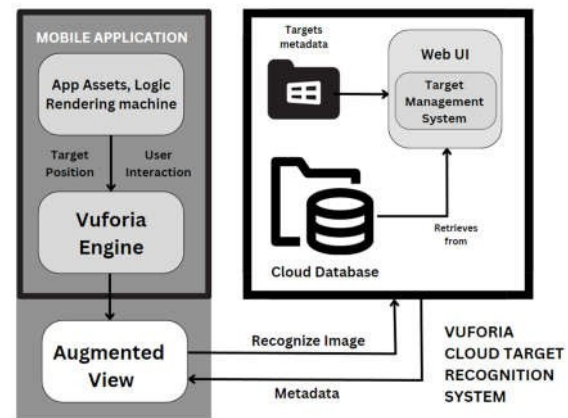 MOBILE APPLICATION
App Assets, Logic
Rendering machine
Target
Position
User
Interaction
Vuforia
Engine
Augmented
View
Targets
metadata
Web UI
Target
Management
System
Cloud Database
Retrieves
from
Recognize Image
Metadata
VUFORIA
CLOUD TARGET
RECOGNITION
SYSTEM